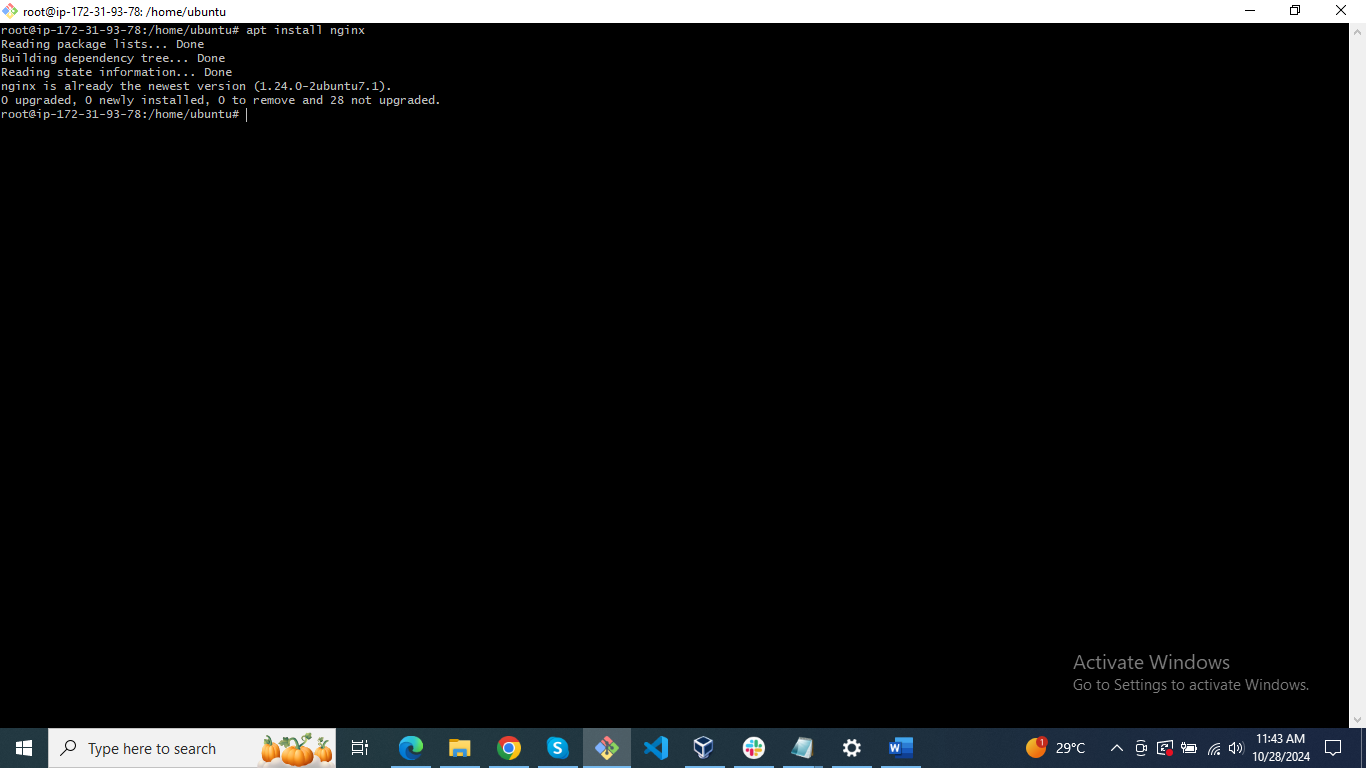 root@ip-172-31-93-78: /home/ubuntu
root@ip-172-31-93-78:/home/ubuntu# apt install nginx
Reading package lists... Done
Building dependency tree... Done
Reading state information... Done
nginx is already the newest version (1.24.0-2ubuntu7.1).
0 upgraded, 0 newly installed, 0 to remove and 28 not upgraded.
root@ip-172-31-93-78:/home/ubuntu#
Activate Windows
Go to Settings to activate Windows.
Type here to search
S
W
1
29°C
11:43 AM
10/28/2024